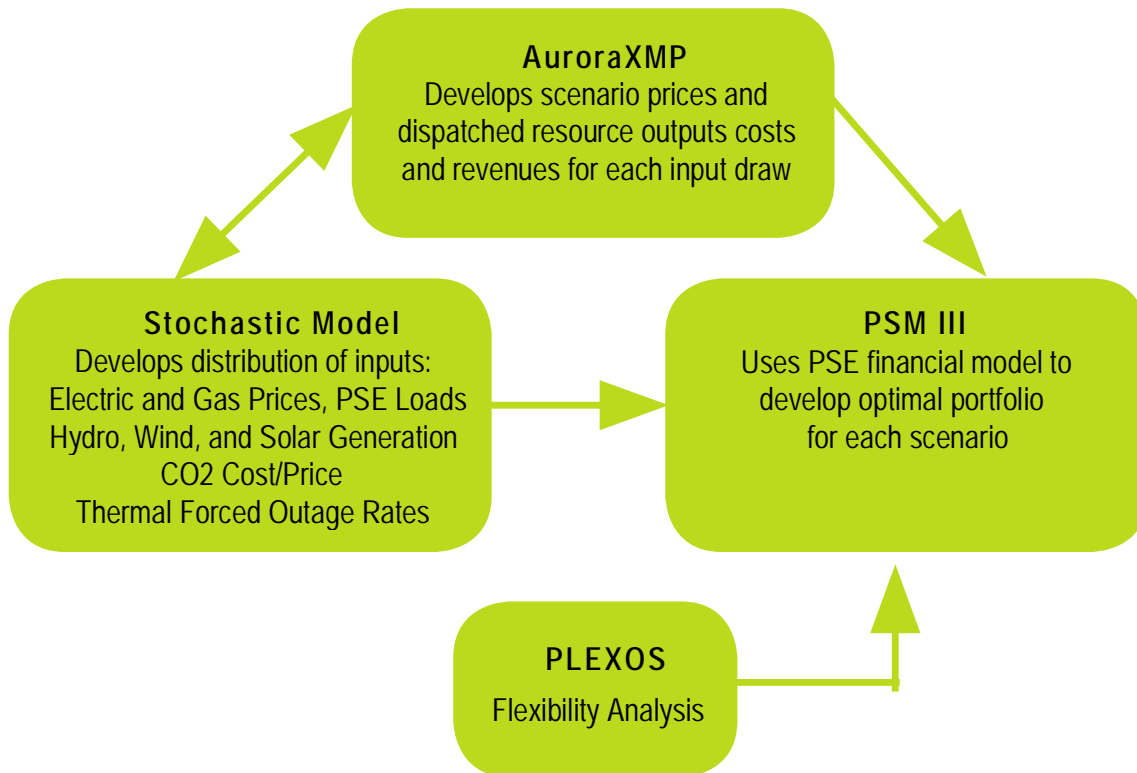 AuroraXMP
Develops scenario prices and
dispatched resource outputs costs
and revenues for each input draw
Stochastic Model
Develops distribution of inputs:
Electric and Gas Prices, PSE Loads
Hydro, Wind, and Solar Generation
CO2 Cost/Price
Thermal Forced Outage Rates
PSM III
Uses PSE financial model to
develop optimal portfolio
for each scenario
PLEXOS
Flexibility Analysis